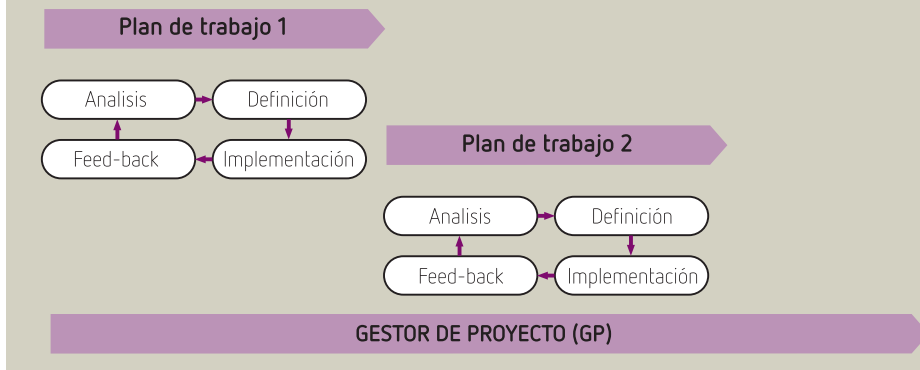 Plan de trabajo 1
Analisis
Definición
Feed-back
Implementación
Plan de trabajo 2
Analisis
Definición
Feed-back
Implementación
GESTOR DE PROYECTO (GP)